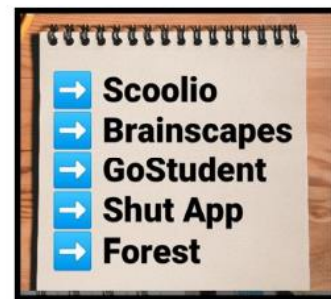 ➡️ Scoolio
➡️ Brainscapes
➡️ GoStudent
➡️ Shut App
➡️ Forest